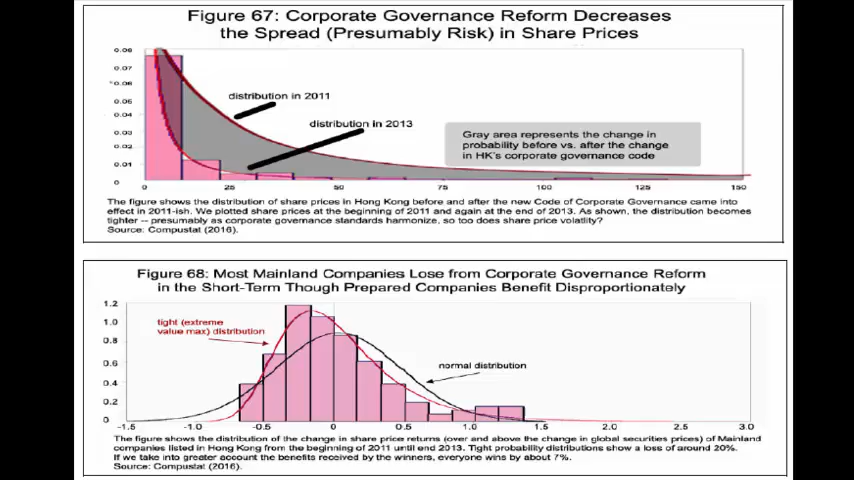 Figure 67: Corporate Governance Reform Decreases
the Spread (Presumably Risk) in Share Prices
0.08
0.07
0.06
0.05
0.04
0.03
0.02
0.01
0
distribution in 2011
distribution in 2013
Gray area represents the change in
probability before vs. after the change
in HK's corporate governance code
0 25 50 75 100 125 150
The figure shows the distribution of share prices in Hong Kong before and after the new Code of Corporate Governance came into
effect in 2011-ish. We plotted share prices at the beginning of 2011 and again at the end of 2013. As shown, the distribution becomes
tighter -- presumably as corporate governance standards harmonize, so too does share price volatility?
Source: Compustat (2016).
Figure 68: Most Mainland Companies Lose from Corporate Governance Reform
in the Short-Term Though Prepared Companies Benefit Disproportionately
1.2
1.0
0.8
0.6
0.4
0.2
0
tight (extreme
value max) distribution
normal distribution
-1.5 -1.0 -0.5 0 0.5 1.0 1.5 2.0 2.5 3.0
The figure shows the distribution of the change in share price returns (over and above the change in global securities prices) of Mainland
companies listed in Hong Kong from the beginning of 2011 until end 2013. Tight probability distributions show a loss of around 20%.
If we take into greater account the benefits received by the winners, everyone wins by about 7%.
Source: Compustat (2016).